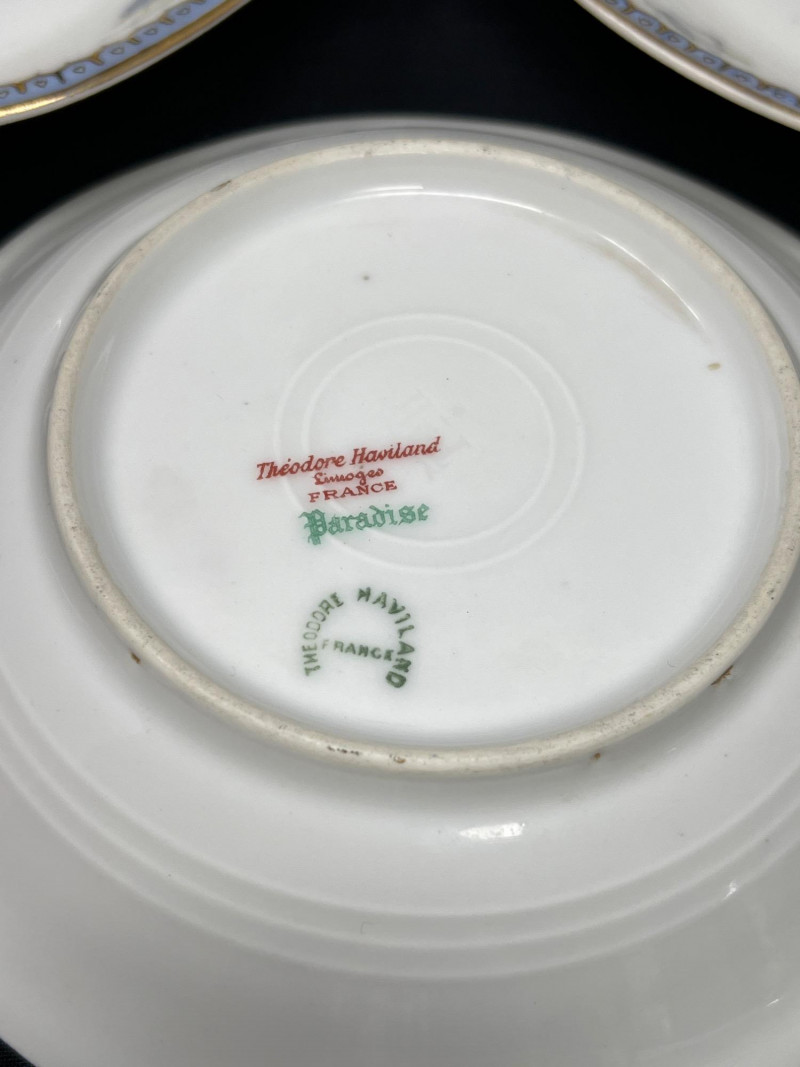 Théodore Haviland
Limoges
FRANCE
Paradise
THEODORE HAVILAND
FRANCE